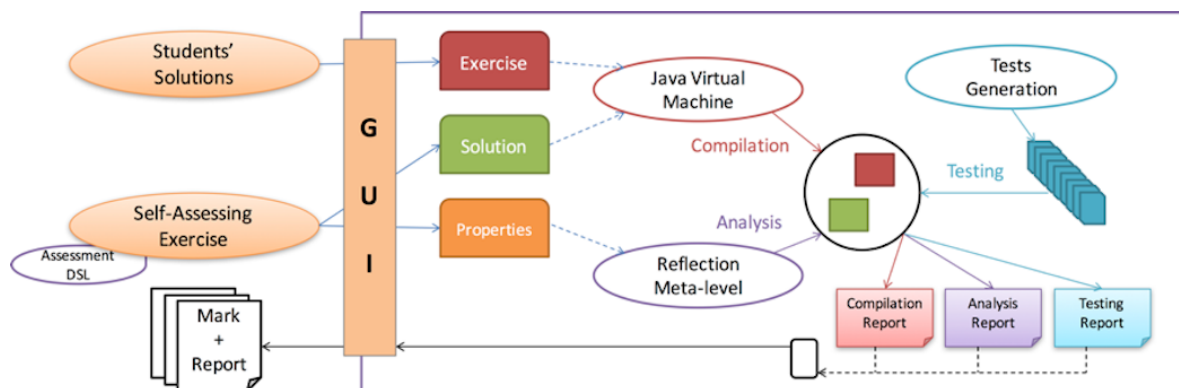 Students'
Solutions
Self-Assessing
Exercise
Assessment
DSL
Mark
+
Report
G
U
I
Exercise
Solution
Properties
Java Virtual
Machine
Reflection
Meta-level
Compilation
Analysis
Testing
Tests
Generation
Compilation
Report
Analysis
Report
Testing
Report